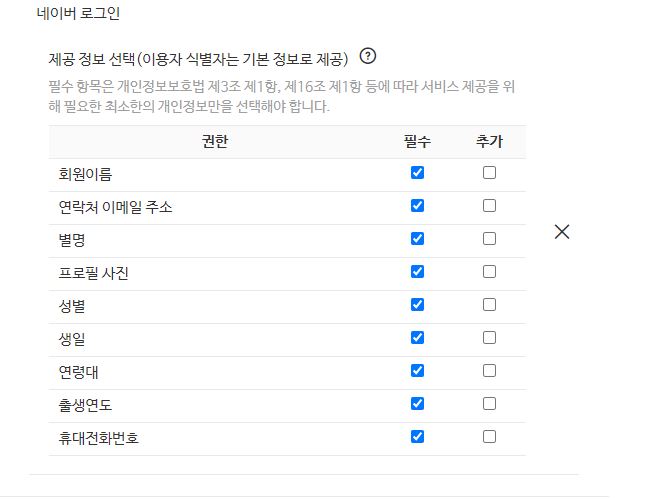 네이버 로그인
제공 정보 선택(이용자 식별자는 기본 정보로 제공) ?
필수 항목은 개인정보보호법 제3조 제1항, 제16조 제1항 등에 따라 서비스 제공을 위
해 필요한 최소한의 개인정보만을 선택해야 합니다.
권한 필수 추가
회원이름
연락처 이메일 주소
별명
프로필 사진
성별
생일
연령대
출생연도
휴대전화번호